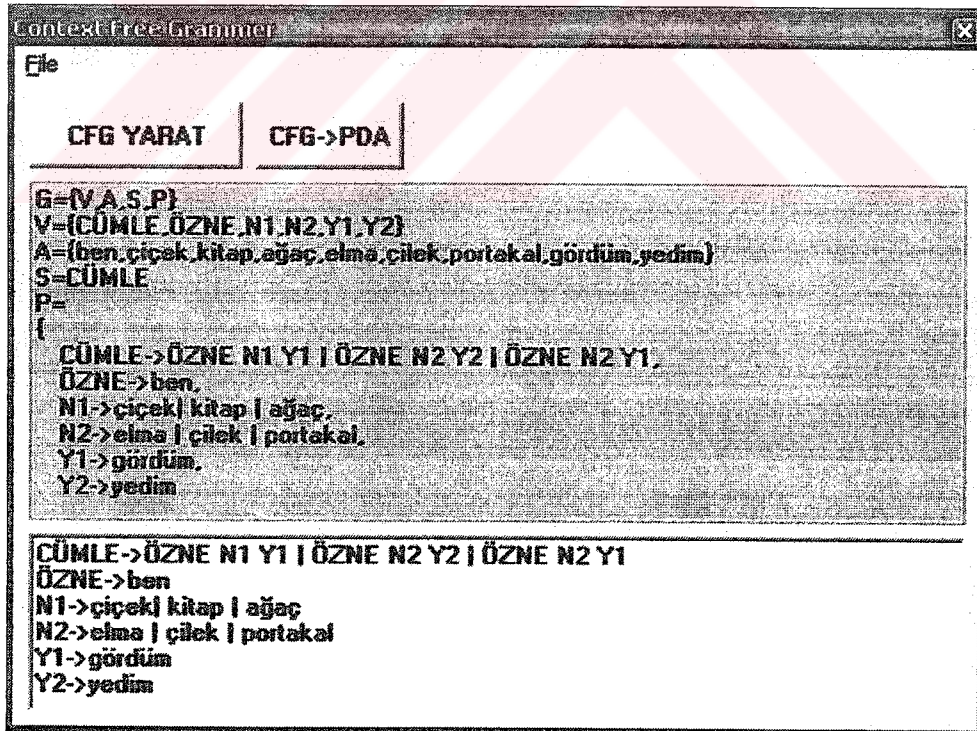 Context Free Grammer
File
CFG YARAT CFG->PDA
G={V,A,S,P}
V={CÜMLE,ÖZNE,N1,N2,Y1,Y2}
A={ben,çiçek,kitap,ağaç,elma,çilek,portakal,gördüm,yedim}
S=CÜMLE
P=
{
CÜMLE->ÖZNE N1 Y1 | ÖZNE N2 Y2 | ÖZNE N2 Y1,
ÖZNE->ben,
N1->çiçek| kitap | ağaç,
N2->elma | çilek | portakal,
Y1->gördüm,
Y2->yedim
CÜMLE->ÖZNE N1 Y1 | ÖZNE N2 Y2 | ÖZNE N2 Y1
ÖZNE->ben
N1->çiçek| kitap | ağaç
N2->elma | çilek | portakal
Y1->gördüm
Y2->yedim